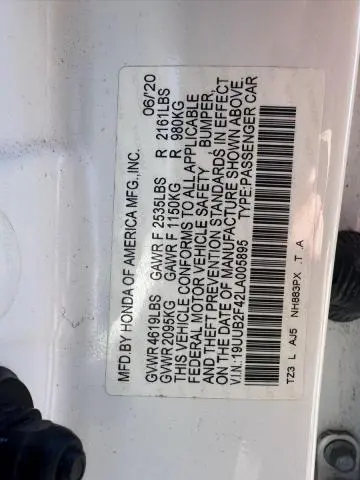 MFD.BY HONDA OF AMERICA MFG.,INC. 06/'20
GVWR 4619LBS GAWR F 2535LBS R 2161LBS
GVWR 2095KG GAWR F 1150KG R 980KG
THIS VEHICLE CONFORMS TO ALL APPLICABLE
FEDERAL MOTOR VEHICLE SAFETY, BUMPER,
AND THEFT PREVENTION STANDARDS IN EFFECT
ON THE DATE OF MANUFACTURE SHOWN ABOVE.
V.I.N.:19UUB2F42LA005895 TYPE:PASSENGER CAR
TZ3 L AJ5 NH883PX .T .A